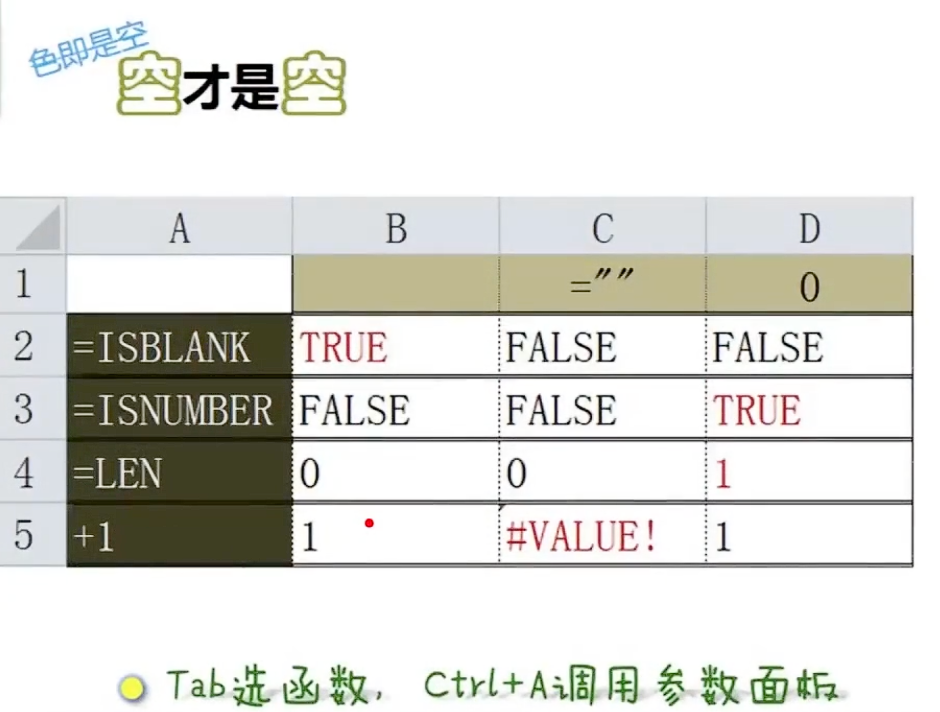 色即是空
空才是空
A B C D
1 ="" 0
2 =ISBLANK TRUE FALSE FALSE
3 =ISNUMBER FALSE FALSE TRUE
4 =LEN 0 0 1
5 +1 1 #VALUE! 1
Tab选函数, Ctrl+A调用参数面板